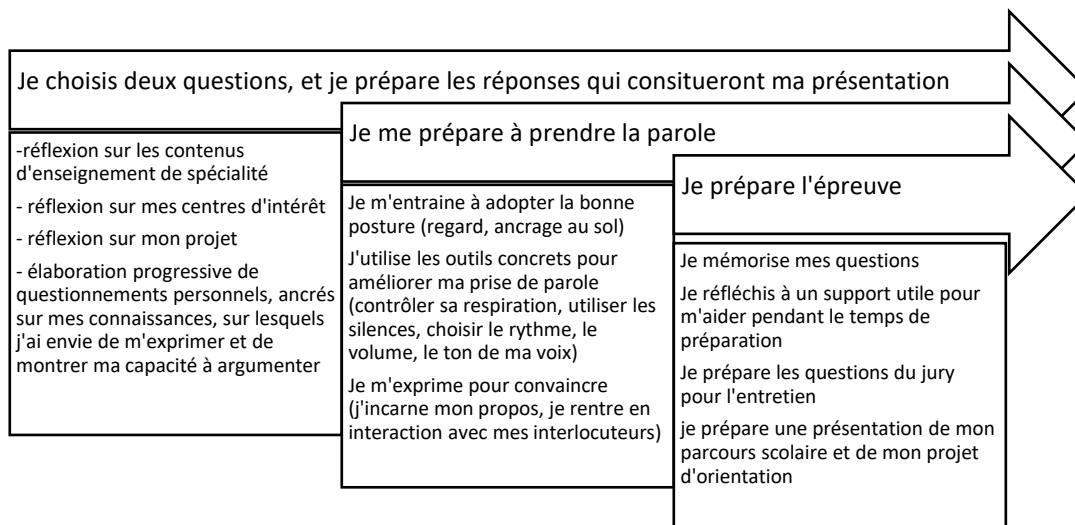 Je choisis deux questions, et je prépare les réponses qui consitueront ma présentation
-réflexion sur les contenus
d'enseignement de spécialité
- réflexion sur mes centres d'intérêt
- réflexion sur mon projet
- élaboration progressive de
questionnements personnels, ancrés
sur mes connaissances, sur lesquels
j'ai envie de m'exprimer et de
montrer ma capacité à argumenter
Je me prépare à prendre la parole
Je m'entraine à adopter la bonne
posture (regard, ancrage au sol)
J'utilise les outils concrets pour
améliorer ma prise de parole
(contrôler sa respiration, utiliser les
silences, choisir le rythme, le
volume, le ton de ma voix)
Je m'exprime pour convaincre
(j'incarne mon propos, je rentre en
interaction avec mes interlocuteurs)
Je prépare l'épreuve
Je mémorise mes questions
Je réfléchis à un support utile pour
m'aider pendant le temps de
préparation
Je prépare les questions du jury
pour l'entretien
je prépare une présentation de mon
parcours scolaire et de mon projet
d'orientation